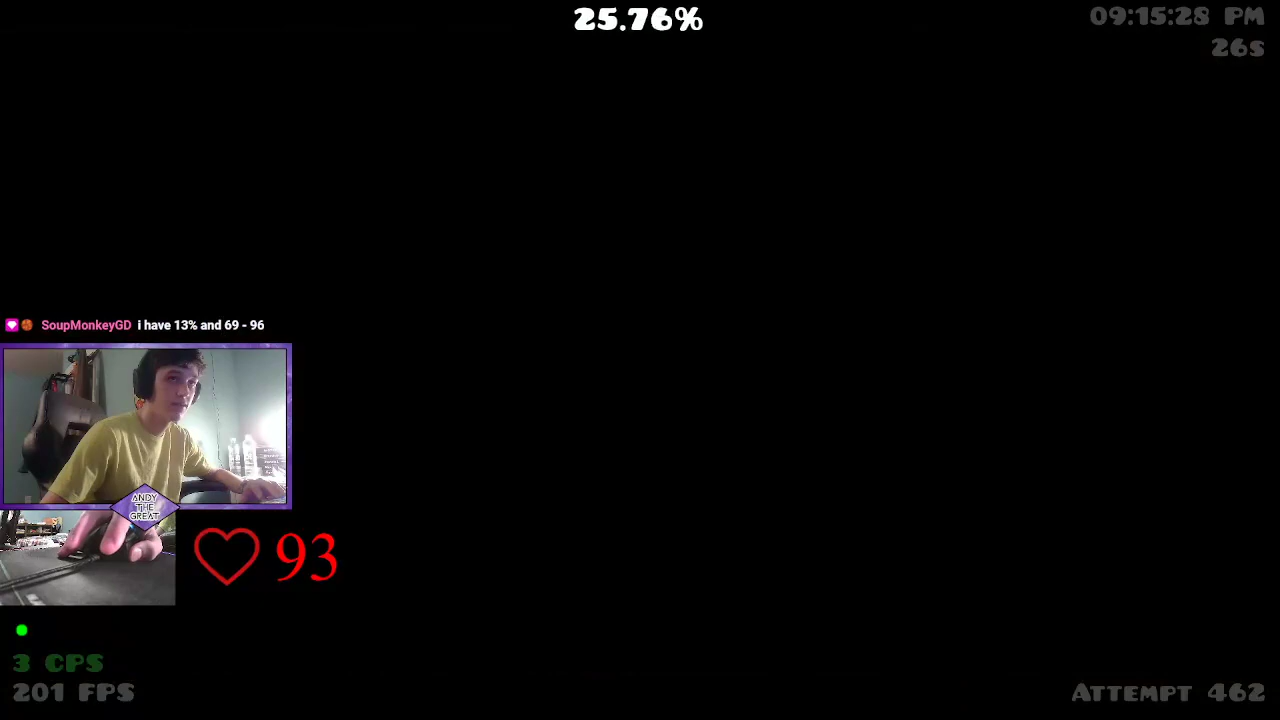 25.76%
09:15:28 PM
26s
SoupMonkeyGD i have 13% and 69 - 96
ANDY
THE
GREAT
93
3 CPS
201 FPS
ATTEMPT 462